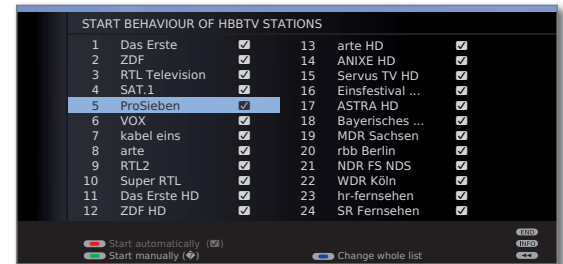 START BEHAVIOUR OF HBBTV STATIONS
1 Das Erste ☑
2 ZDF ☑
3 RTL Television ☑
4 SAT.1 ☑
5 ProSieben ☑
6 VOX ☑
7 kabel eins ☑
8 arte ☑
9 RTL2 ☑
10 Super RTL ☑
11 Das Erste HD ☑
12 ZDF HD ☑
13 arte HD ☑
14 ANIXE HD ☑
15 Servus TV HD ☑
16 Einsfestival ... ☑
17 ASTRA HD ☑
18 Bayerisches ... ☑
19 MDR Sachsen ☑
20 rbb Berlin ☑
21 NDR FS NDS ☑
22 WDR Köln ☑
23 hr-fernsehen ☑
24 SR Fernsehen ☑
Start automatically (☑)
Start manually (�)
Change whole list
END
INFO